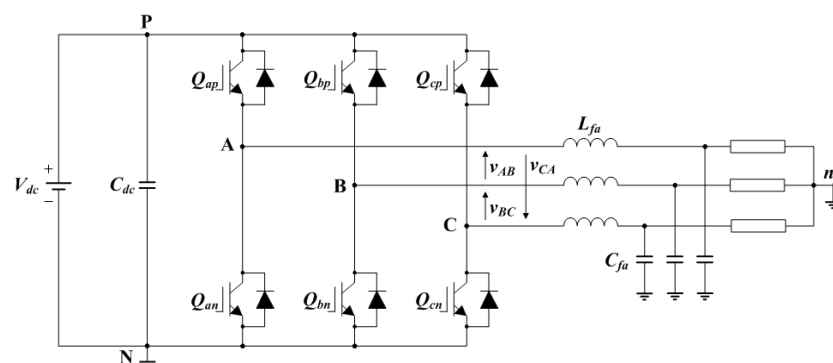 P
Q_ap
Q_bp
Q_cp
L_fa
A
v_AB
v_CA
n
+
V_dc
−
C_dc
B
v_BC
C
C_fa
Q_an
Q_bn
Q_cn
N